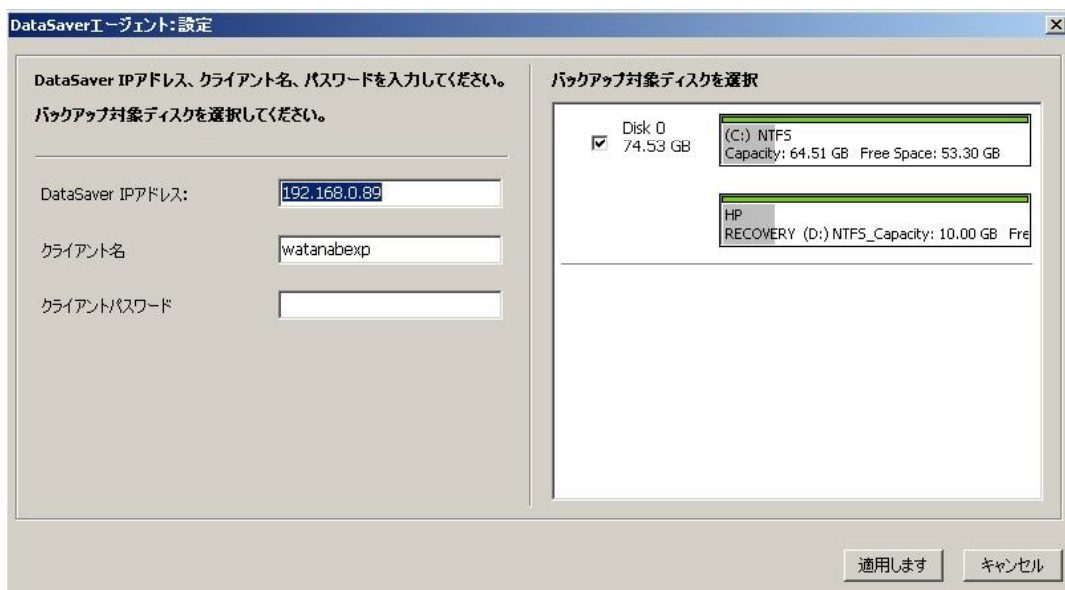 DataSaverエージェント:設定
DataSaver IPアドレス、クライアント名、パスワードを入力してください。
バックアップ対象ディスクを選択してください。
DataSaver IPアドレス:
192.168.0.89
クライアント名
watanabexp
クライアントパスワード
バックアップ対象ディスクを選択
Disk 0
74.53 GB
(C:) NTFS
Capacity: 64.51 GB Free Space: 53.30 GB
HP
RECOVERY (D:) NTFS_Capacity: 10.00 GB Fre
適用します
キャンセル